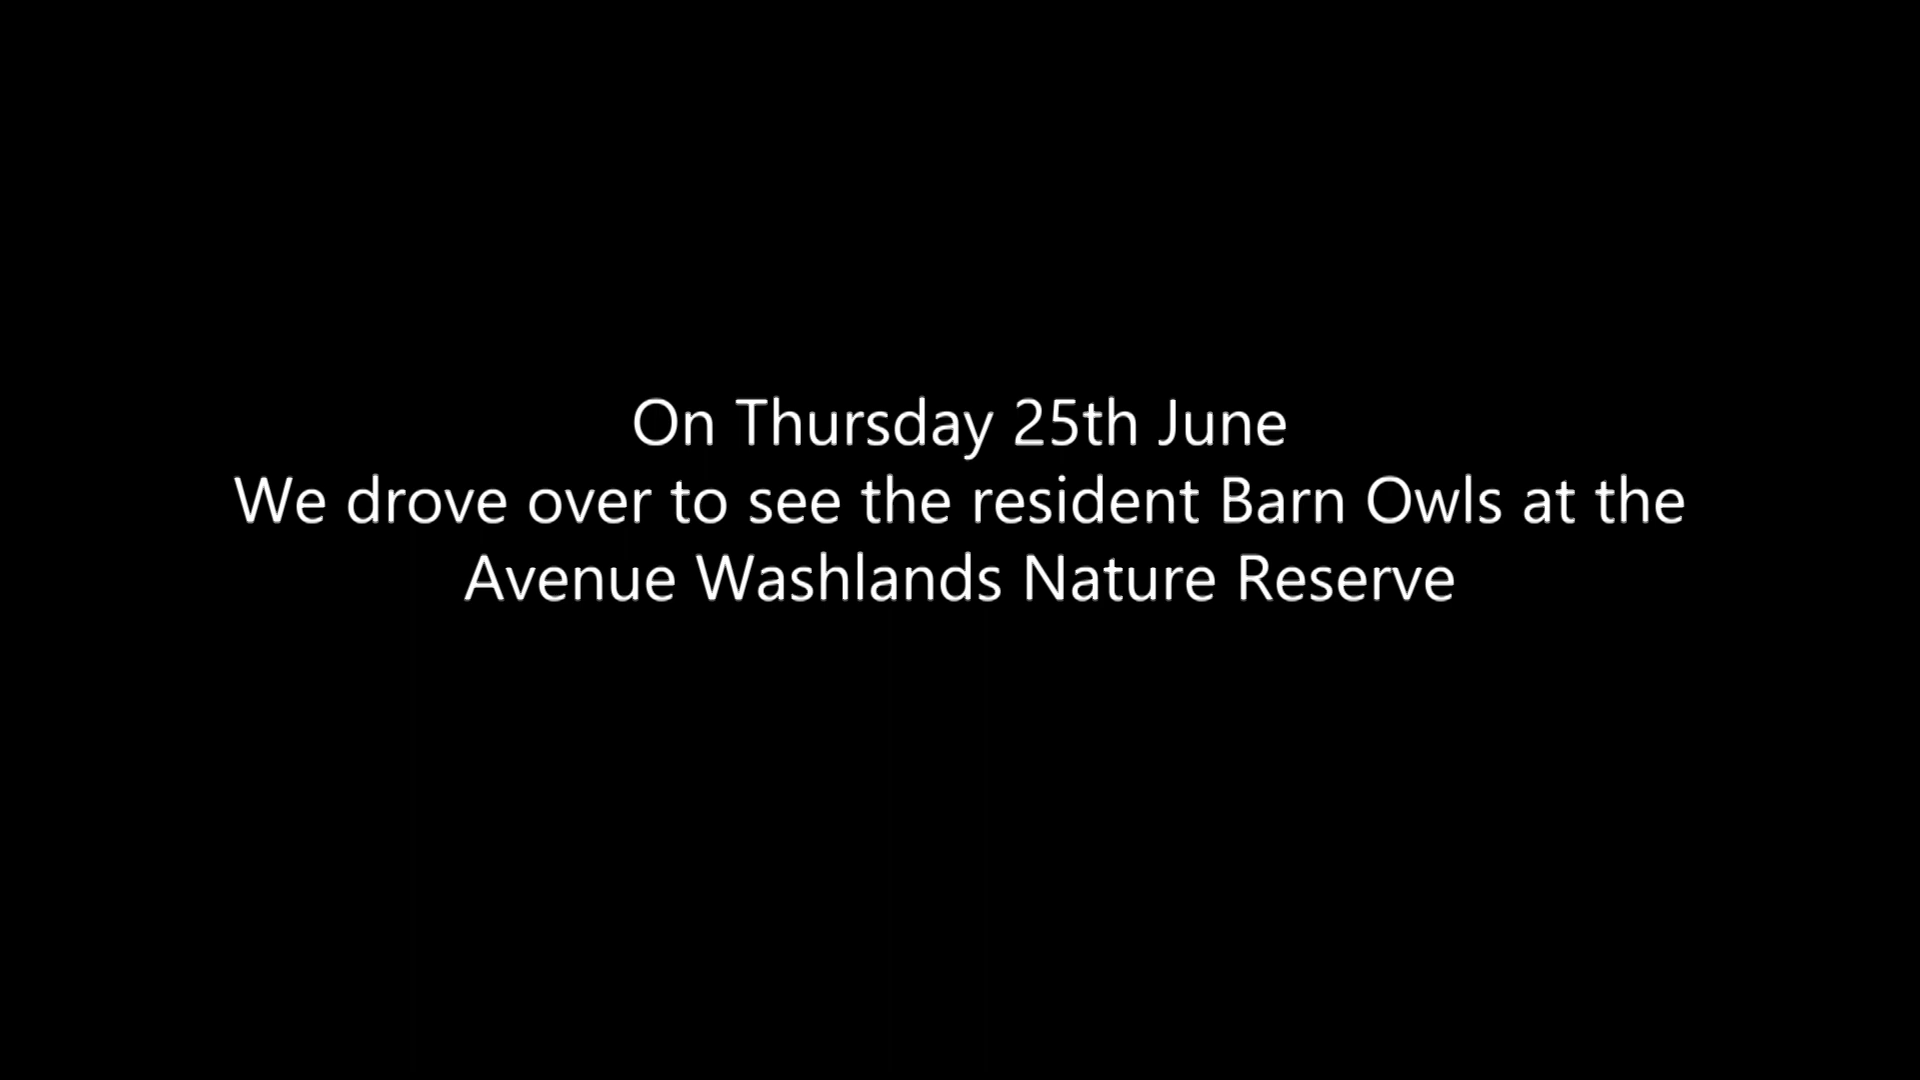 On Thursday 25th June
We drove over to see the resident Barn Owls at the
Avenue Washlands Nature Reserve